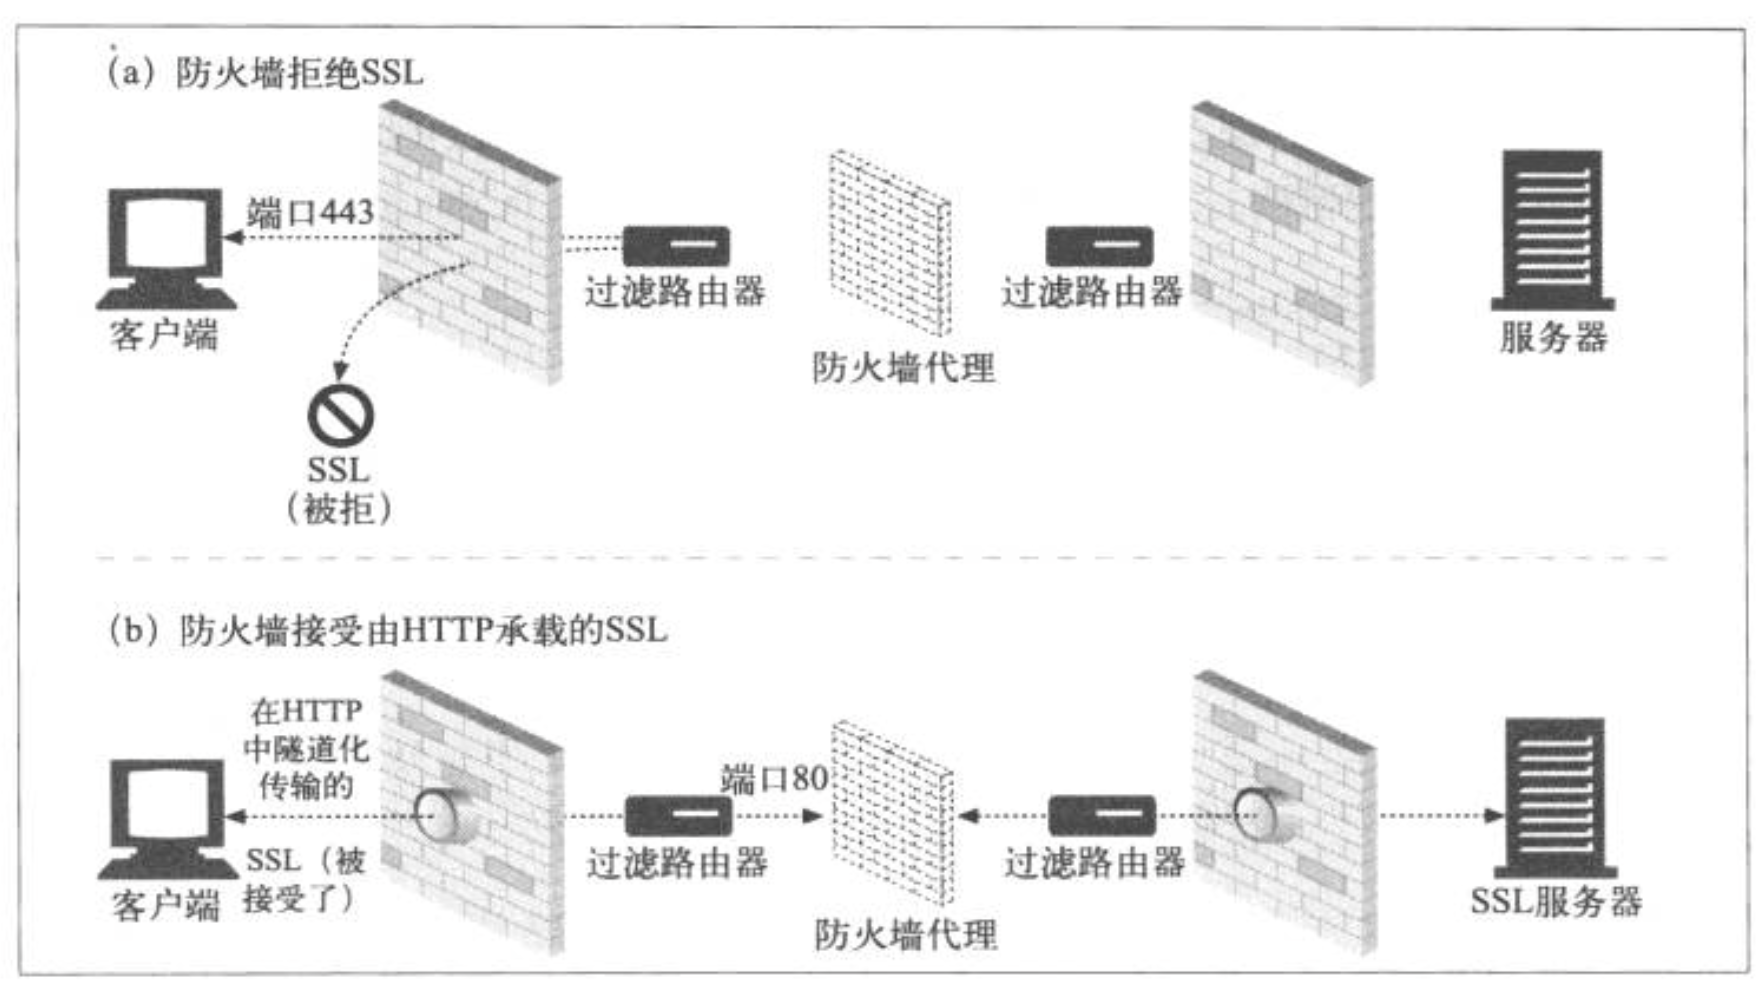 (a) 防火墙拒绝SSL
端口443
过滤路由器
过滤路由器
客户端
服务器
防火墙代理
SSL
（被拒）
(b) 防火墙接受由HTTP承载的SSL
在HTTP
中隧道化
传输的
端口80
SSL（被
接受了）
过滤路由器
过滤路由器
客户端
SSL服务器
防火墙代理